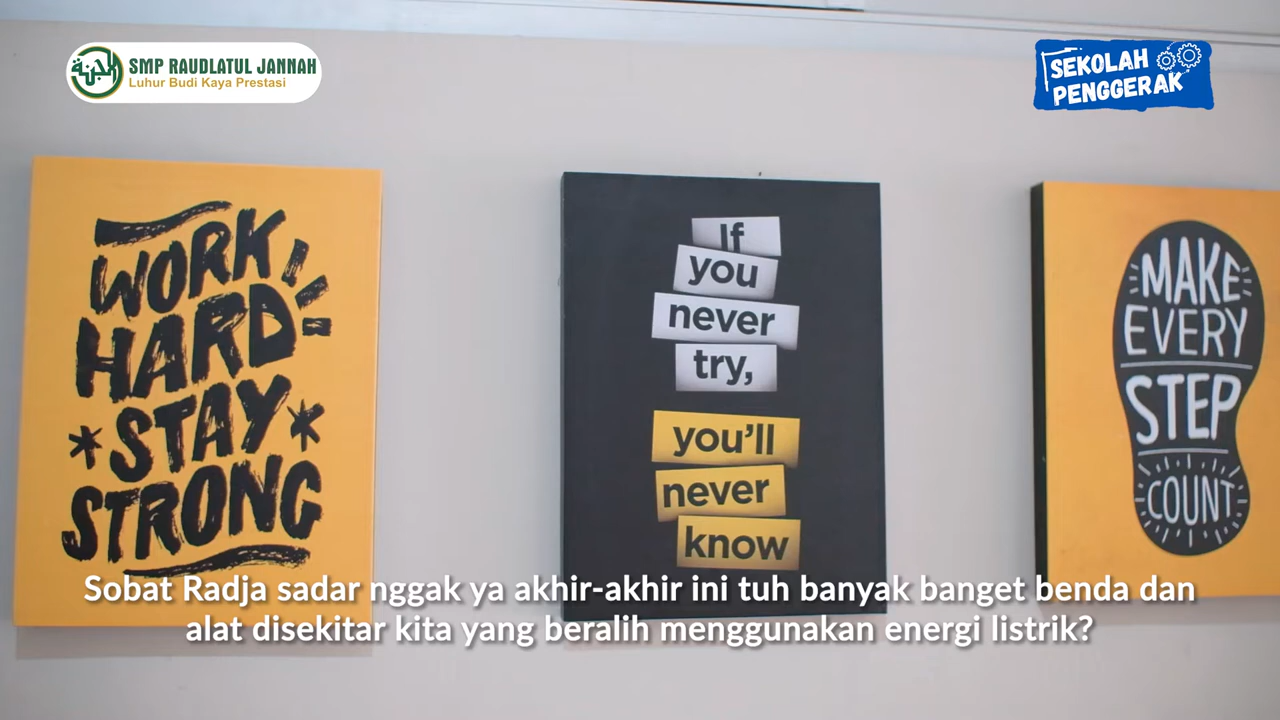 SMP RAUDLATUL JANNAH
Luhur Budi Kaya Prestasi
SEKOLAH
PENGGERAK
WORK
HARD
STAY
STRONG
If
you
never
try,
you'll
never
know
MAKE
EVERY
STEP
COUNT
Sobat Radja sadar nggak ya akhir-akhir ini tuh banyak banget benda dan
alat disekitar kita yang beralih menggunakan energi listrik?